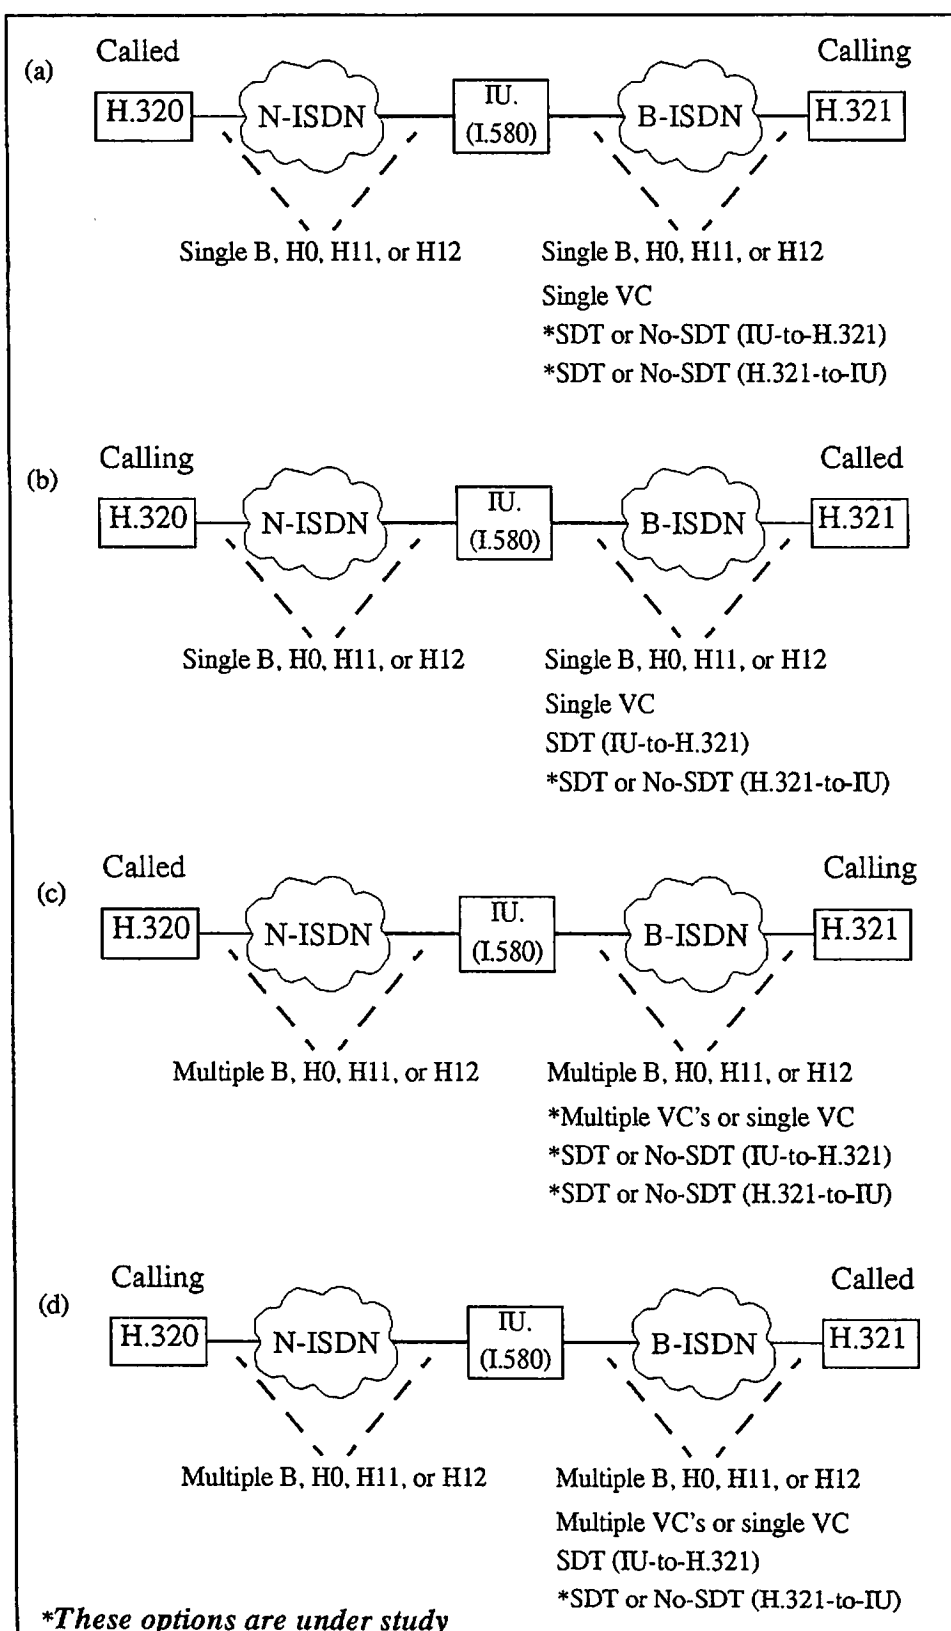 (a)
Called
Calling
H.320
N-ISDN
IU.
(I.580)
B-ISDN
H.321
Single B, H0, H11, or H12
Single B, H0, H11, or H12
Single VC
*SDT or No-SDT (IU-to-H.321)
*SDT or No-SDT (H.321-to-IU)
(b)
Calling
Called
H.320
N-ISDN
IU.
(I.580)
B-ISDN
H.321
Single B, H0, H11, or H12
Single B, H0, H11, or H12
Single VC
SDT (IU-to-H.321)
*SDT or No-SDT (H.321-to-IU)
(c)
Called
Calling
H.320
N-ISDN
IU.
(I.580)
B-ISDN
H.321
Multiple B, H0, H11, or H12
Multiple B, H0, H11, or H12
*Multiple VC's or single VC
*SDT or No-SDT (IU-to-H.321)
*SDT or No-SDT (H.321-to-IU)
(d)
Calling
Called
H.320
N-ISDN
IU.
(I.580)
B-ISDN
H.321
Multiple B, H0, H11, or H12
Multiple B, H0, H11, or H12
Multiple VC's or single VC
SDT (IU-to-H.321)
*SDT or No-SDT (H.321-to-IU)
*These options are under study